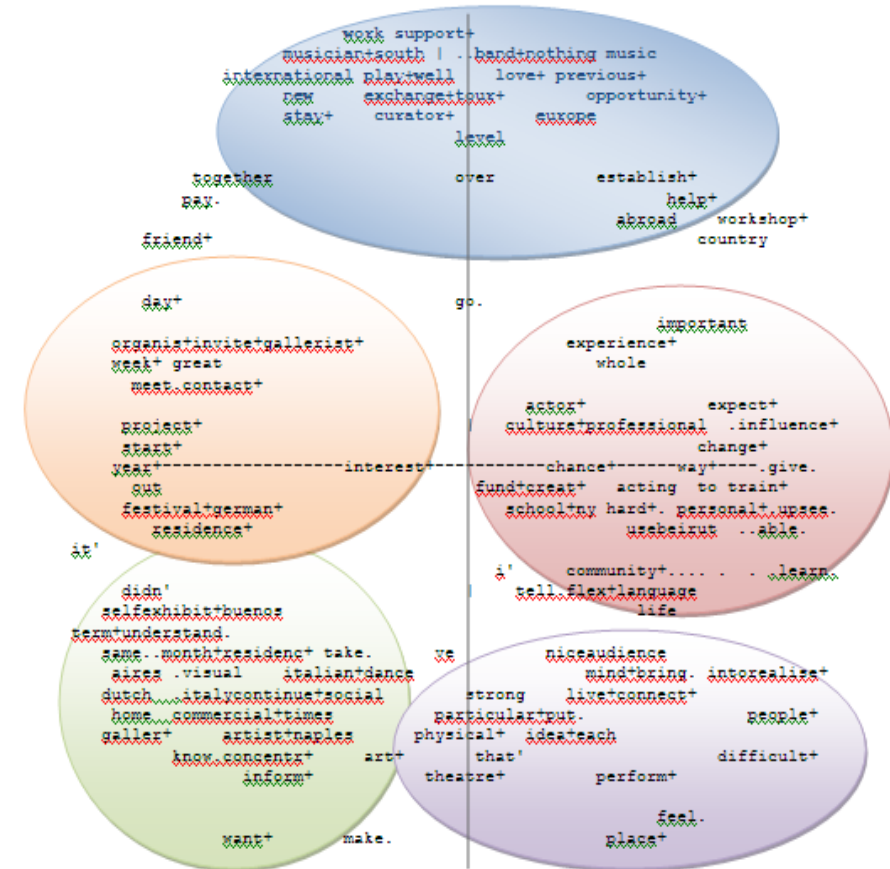 work support+
musician+south | ..band+nothing music
international play+well love+ previous+
new exchange+tour+ opportunity+
stay+ curator+ europe
level
together over establish+
pay. help+
abroad workshop+
friend+ country
day+ go.
important
organis+invite+gallerist+ experience+
week+ great whole
meet.contact+
actor+ expect+
project+ | culture+professional .influence+
start+ change+
year+------------------interest+-----------chance+------way+----.give.
out fund+creat+ acting to train+
festival+german+ school+ny hard+. personal+.upsee.
residence+ usebeirut ..able.
it'
i' community+.... . . .learn.
didn' | tell.flex+language
selfexhibit+buenos life
term+understand.
same..month+residenc+ take. ye niceaudience
aires .visual italian+dance mind+bring. intorealise+
dutch ..italycontinue+social strong live+connect+
home commercial+times particular+put. people+
galler+ artist+naples physical+ idea+each
know.concentr+ art+ that' difficult+
inform+ theatre+ perform+
feel.
want+ make. place+